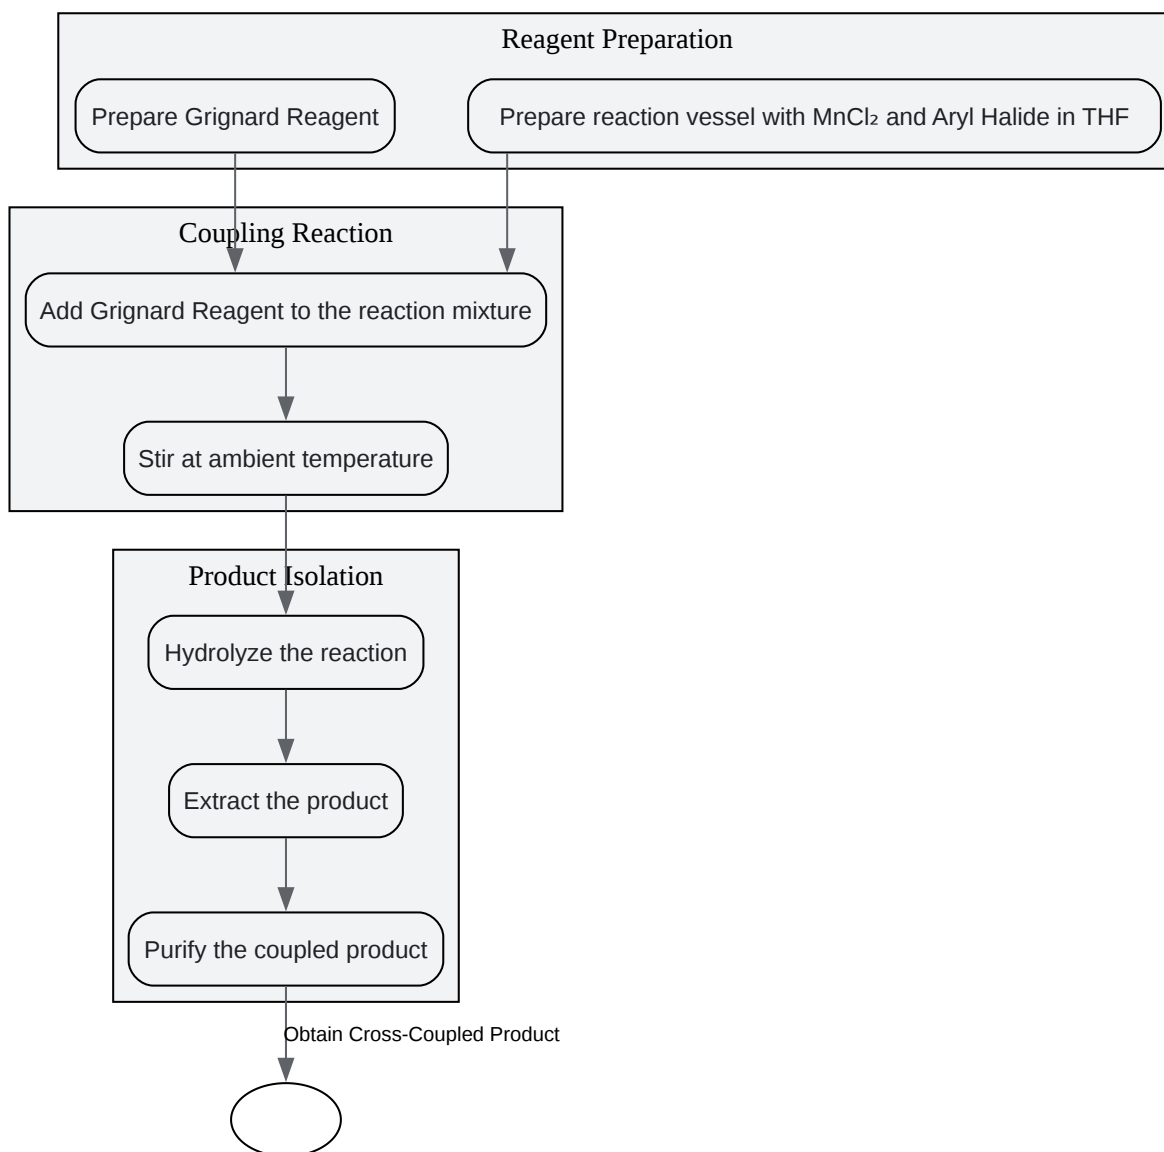 Reagent Preparation
Prepare Grignard Reagent
Prepare reaction vessel with MnCl₂ and Aryl Halide in THF
Coupling Reaction
Add Grignard Reagent to the reaction mixture
Stir at ambient temperature
Product Isolation
Hydrolyze the reaction
Extract the product
Purify the coupled product
Obtain Cross-Coupled Product